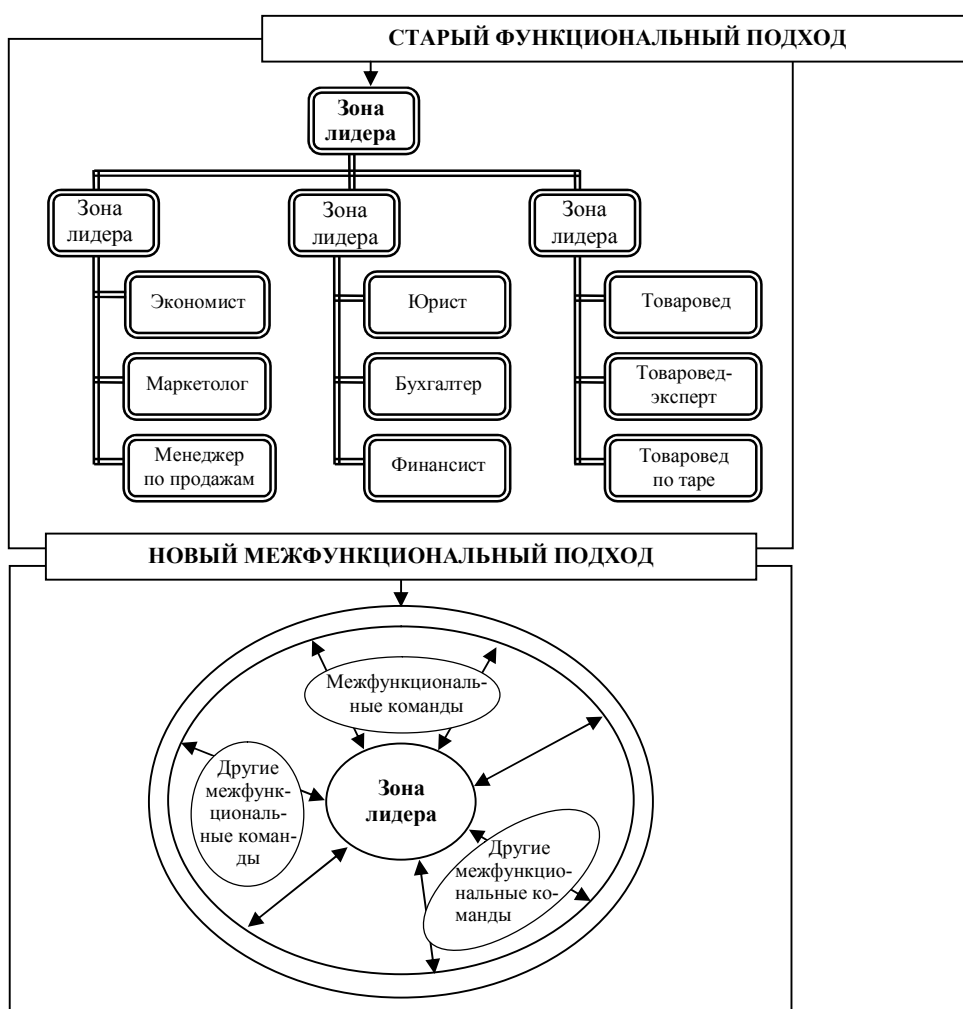 СТАРЫЙ ФУНКЦИОНАЛЬНЫЙ ПОДХОД
Зона
лидера
Зона
лидера
Зона
лидера
Зона
лидера
Экономист
Юрист
Товаровед
Маркетолог
Бухгалтер
Товаровед-
эксперт
Менеджер
по продажам
Финансист
Товаровед
по таре
НОВЫЙ МЕЖФУНКЦИОНАЛЬНЫЙ ПОДХОД
Межфункциональ-
ные команды
Другие
межфунк-
циональ-
ные коман-
ды
Зона
лидера
Другие
межфункцио-
нальные ко-
манды